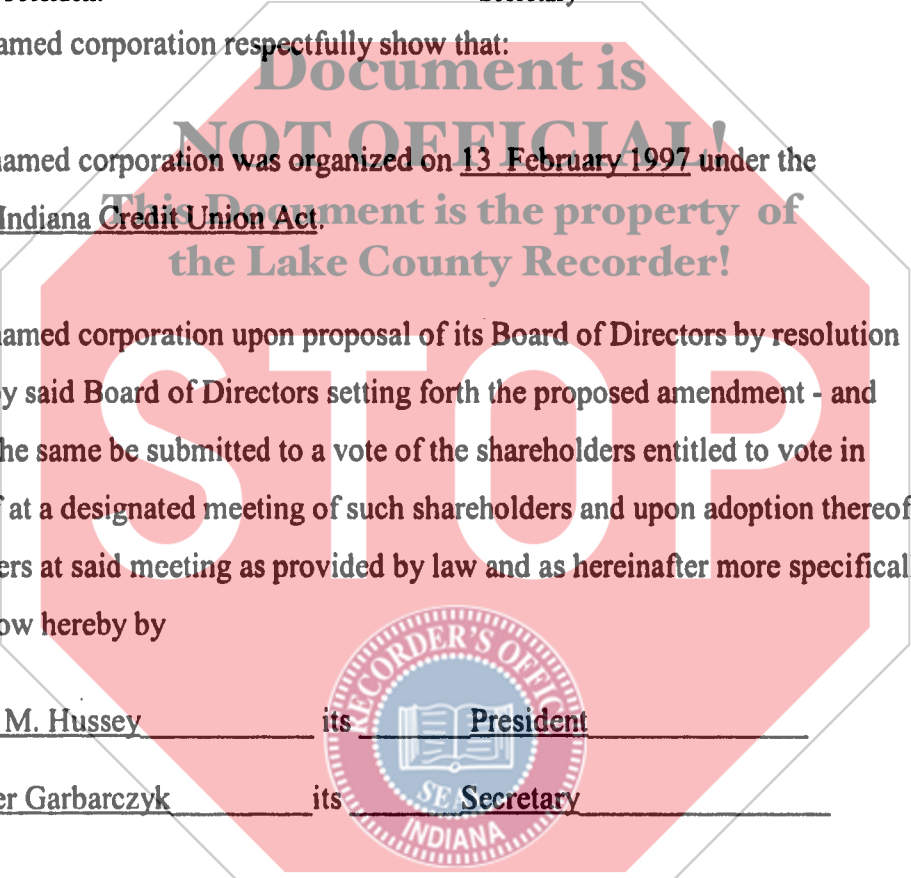 Secretary
amed corporation respectfully show that:
Document is
NOT OFFICIAL!
amed corporation was organized on 13 February 1997 under the
This Document is the property of
Indiana Credit Union Act.
the Lake County Recorder!
amed corporation upon proposal of its Board of Directors by resolution
y said Board of Directors setting forth the proposed amendment - and
he same be submitted to a vote of the shareholders entitled to vote in
f at a designated meeting of such shareholders and upon adoption thereof
ers at said meeting as provided by law and as hereinafter more specifical
ow hereby by
STOP
M. Hussey its President
er Garbarczyk its Secretary
RECORDER'S OFFICE
SEAL
INDIANA